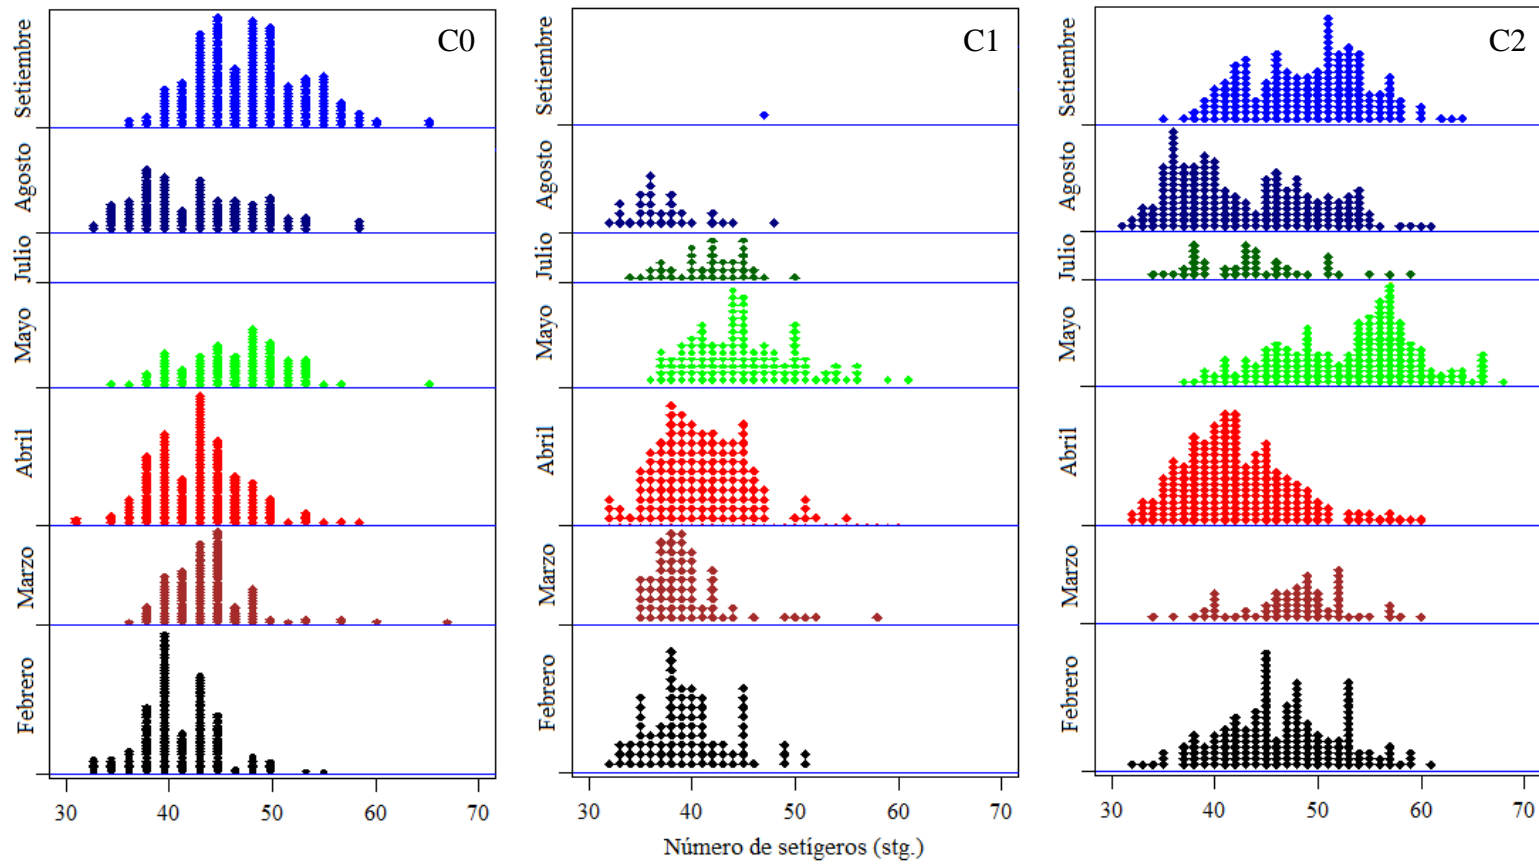 C0
C1
C2
Setiembre
Agosto
Julio
Mayo
Abril
Marzo
Febrero
30 40 50 60 70
Setiembre
Agosto
Julio
Mayo
Abril
Marzo
Febrero
30 40 50 60 70
Setiembre
Agosto
Julio
Mayo
Abril
Marzo
Febrero
30 40 50 60 70
Número de setígeros (stg.)